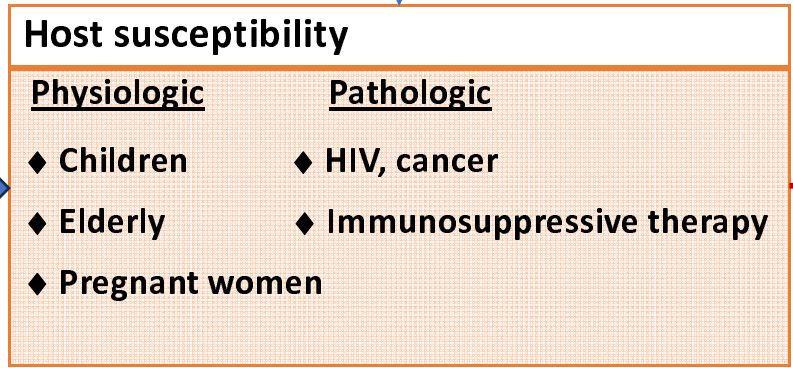 Host susceptibility
Physiologic
Pathologic
♦ Children
♦ HIV, cancer
♦ Elderly
♦ Immunosuppressive therapy
♦ Pregnant women